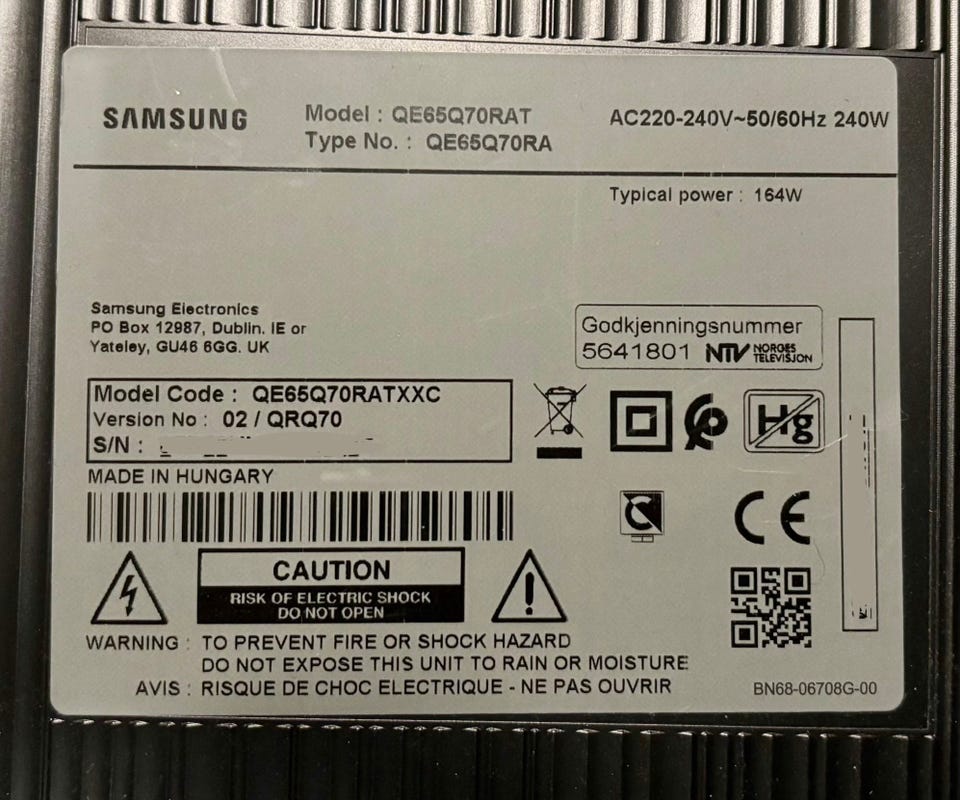 SAMSUNG
Model : QE65Q70RAT
Type No. : QE65Q70RA
AC220-240V~50/60Hz 240W
Typical power : 164W
Samsung Electronics
PO Box 12987, Dublin. IE or
Yateley, GU46 6GG. UK
Godkjenningsnummer
5641801 NTV NORGES
TELEVISJON
Model Code : QE65Q70RATXXC
Version No : 02 / QRQ70
S/N :
Hg
MADE IN HUNGARY
C
CE
CAUTION
RISK OF ELECTRIC SHOCK
DO NOT OPEN
WARNING : TO PREVENT FIRE OR SHOCK HAZARD
DO NOT EXPOSE THIS UNIT TO RAIN OR MOISTURE
AVIS : RISQUE DE CHOC ELECTRIQUE - NE PAS OUVRIR
BN68-06708G-00